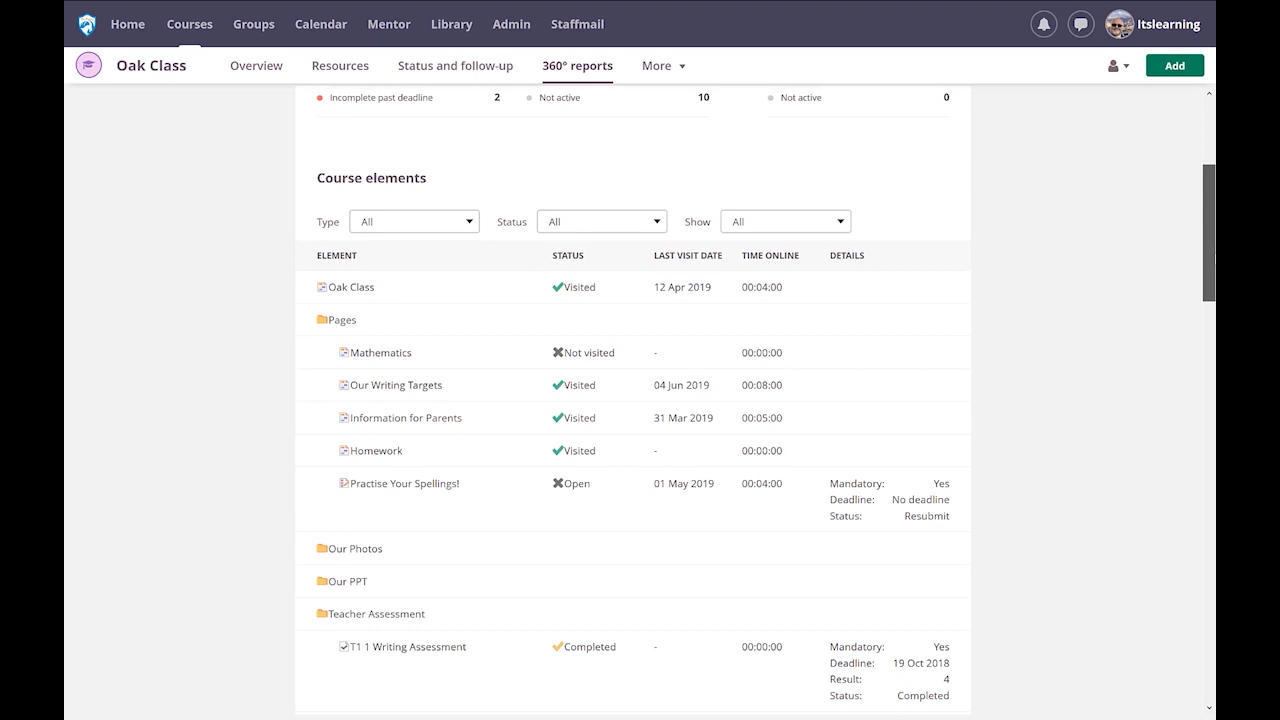 Home Courses Groups Calendar Mentor Library Admin Staffmail Itslearning
Oak Class Overview Resources Status and follow-up 360° reports More Add
Incomplete past deadline 2 Not active 10 Not active 0
Course elements
Type All Status All Show All
ELEMENT STATUS LAST VISIT DATE TIME ONLINE DETAILS
Oak Class Visited 12 Apr 2019 00:04:00
Pages
Mathematics Not visited - 00:00:00
Our Writing Targets Visited 04 Jun 2019 00:08:00
Information for Parents Visited 31 Mar 2019 00:05:00
Homework Visited - 00:00:00
Practise Your Spellings! Open 01 May 2019 00:04:00 Mandatory: Yes
Deadline: No deadline
Status: Resubmit
Our Photos
Our PPT
Teacher Assessment
T1 1 Writing Assessment Completed - 00:00:00 Mandatory: Yes
Deadline: 19 Oct 2018
Result: 4
Status: Completed